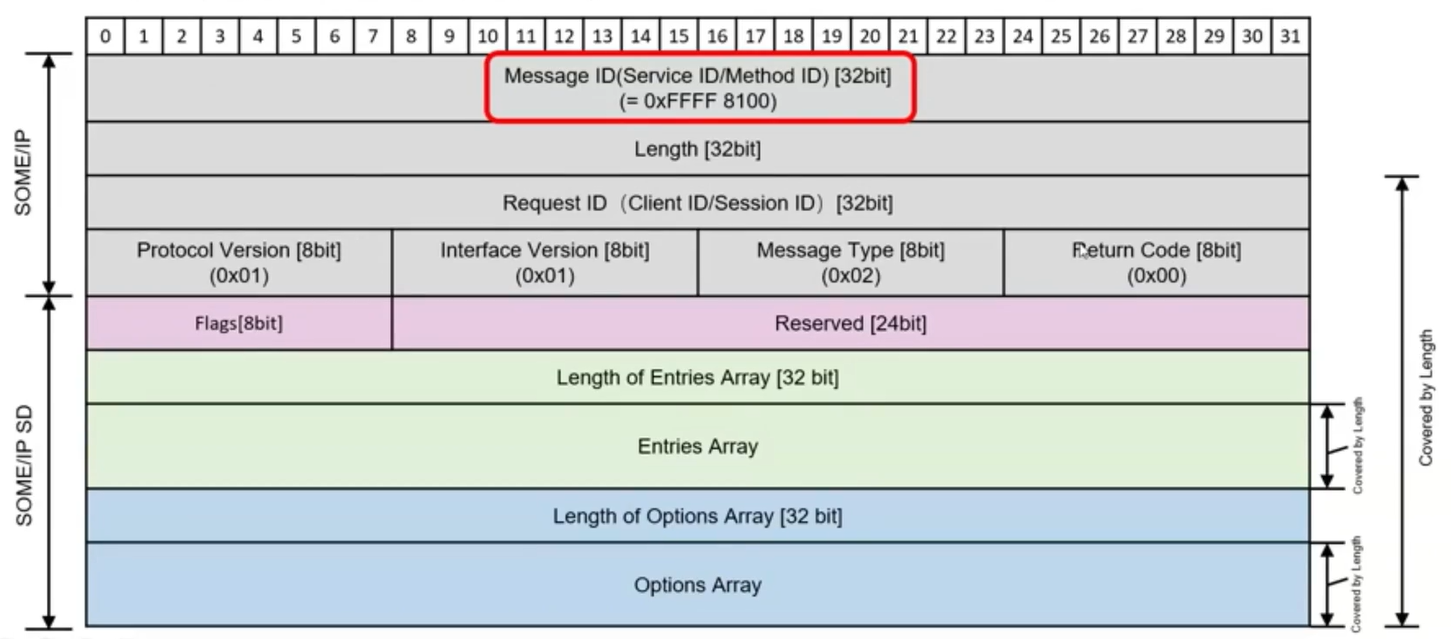 0 1 2 3 4 5 6 7 8 9 10 11 12 13 14 15 16 17 18 19 20 21 22 23 24 25 26 27 28 29 30 31
SOME/IP
Message ID(Service ID/Method ID) [32bit]
(= 0xFFFF 8100)
Length [32bit]
Request ID（Client ID/Session ID）[32bit]
Protocol Version [8bit]
(0x01)
Interface Version [8bit]
(0x01)
Message Type [8bit]
(0x02)
Return Code [8bit]
(0x00)
SOME/IP SD
Flags[8bit]
Reserved [24bit]
Length of Entries Array [32 bit]
Entries Array
Covered by Length
Length of Options Array [32 bit]
Options Array
Covered by Length
Covered by Length